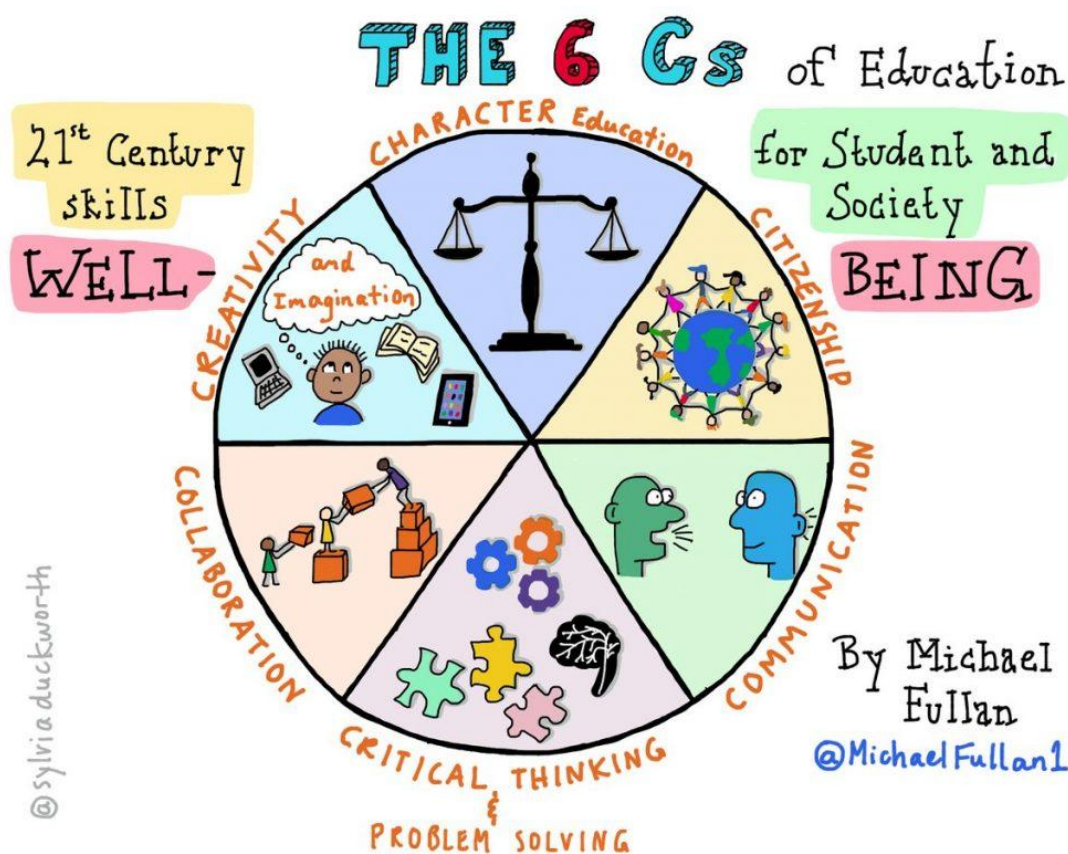 THE 6 Cs of Education
21st Century
skills
WELL-
for Student and
Society
BEING
CHARACTER Education
CITIZENSHIP
COMMUNICATION
CRITICAL THINKING
&
PROBLEM SOLVING
COLLABORATION
CREATIVITY
and
Imagination
By Michael
Fullan
@MichaelFullan1
@sylviaduckworth